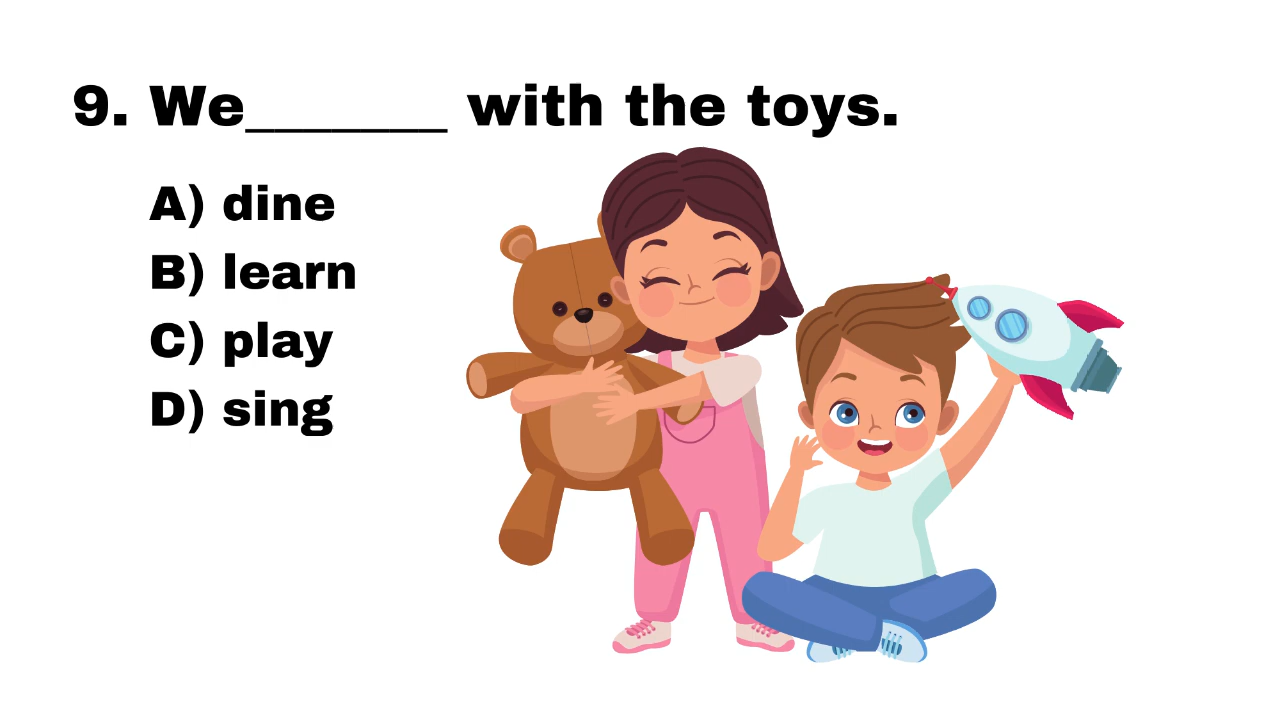 9. We_______ with the toys.
A) dine
B) learn
C) play
D) sing